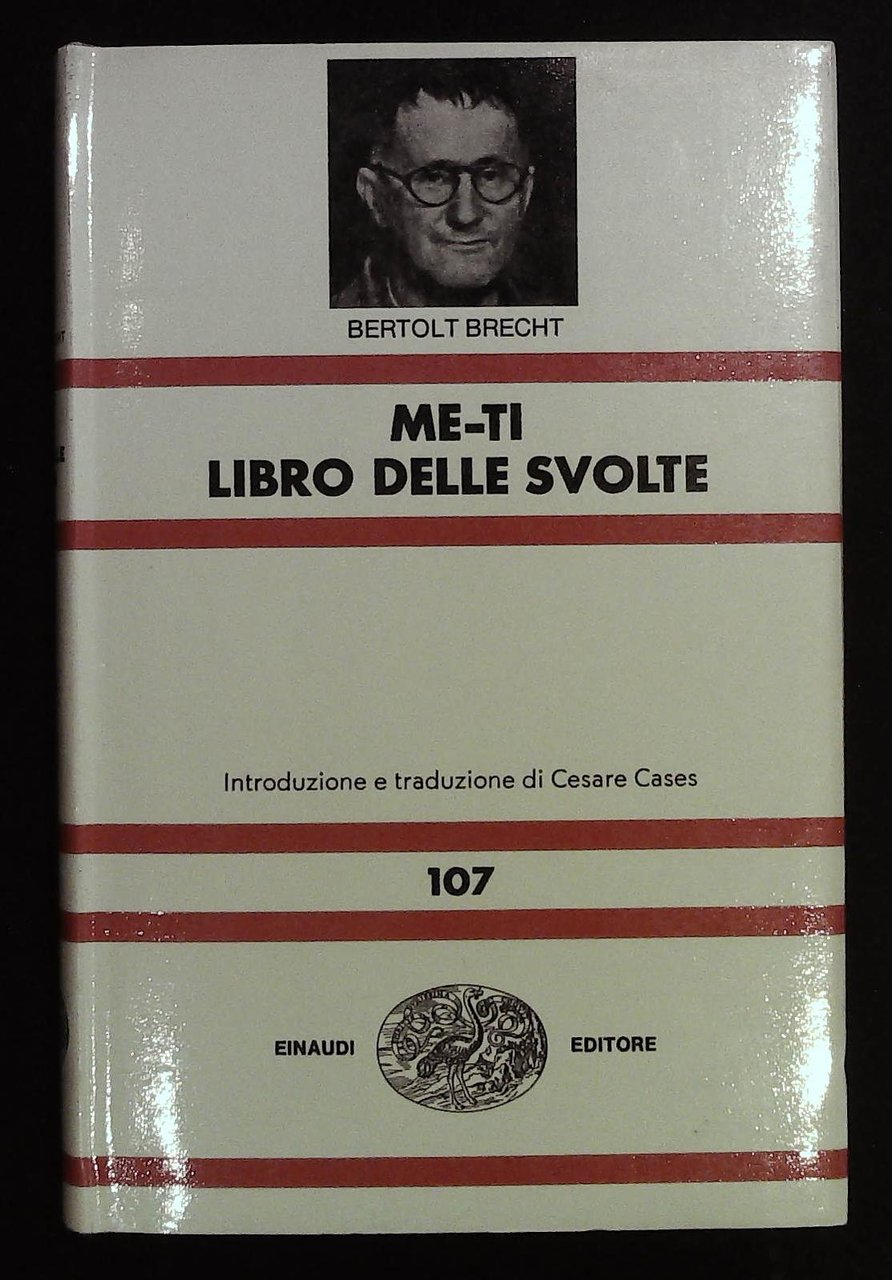 BERTOLT BRECHT
ME-TI
LIBRO DELLE SVOLTE
Introduzione e traduzione di Cesare Cases
107
EINAUDI EDITORE